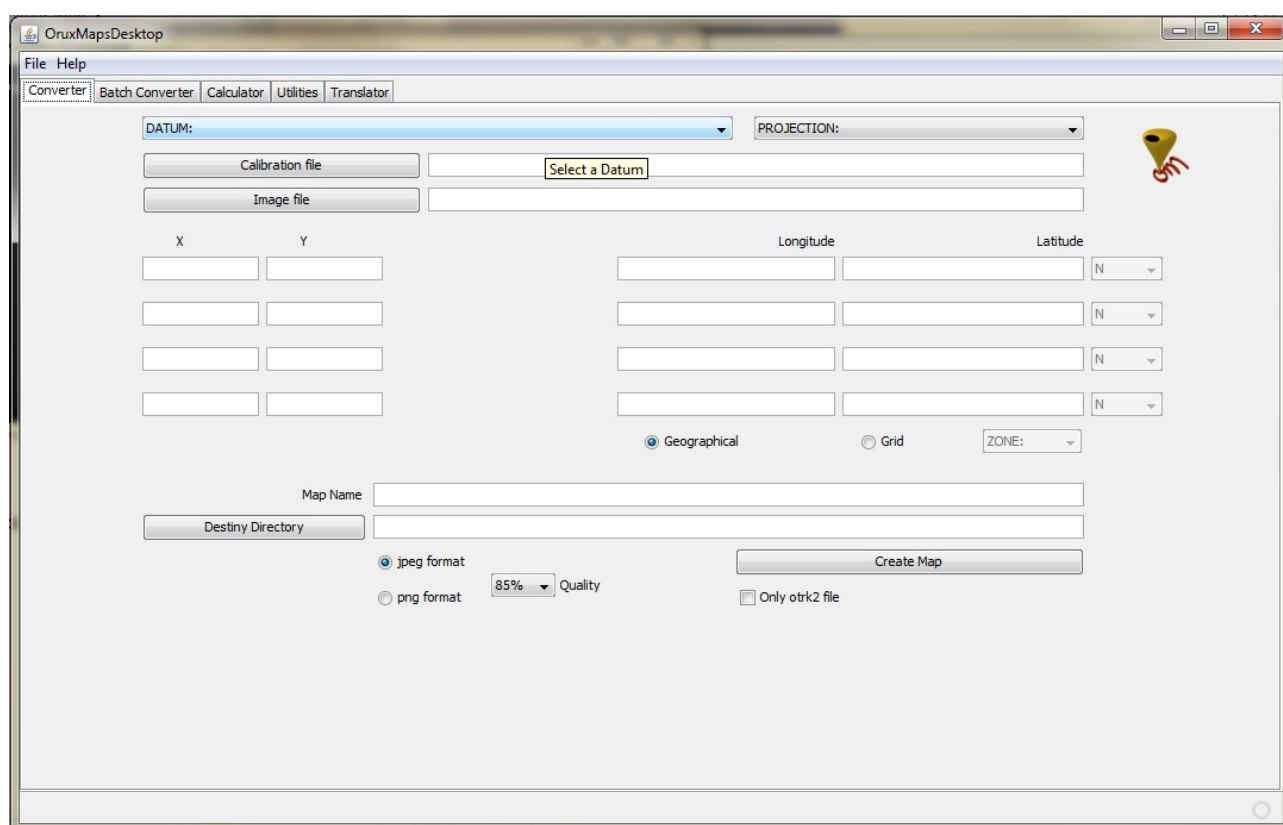 OruxMapsDesktop
File Help
Converter Batch Converter Calculator Utilities Translator
DATUM: PROJECTION:
Calibration file
Select a Datum
Image file
X Y Longitude Latitude
N
N
N
N
Geographical Grid ZONE:
Map Name
Destiny Directory
jpeg format Create Map
85% Quality
png format Only otrk2 file